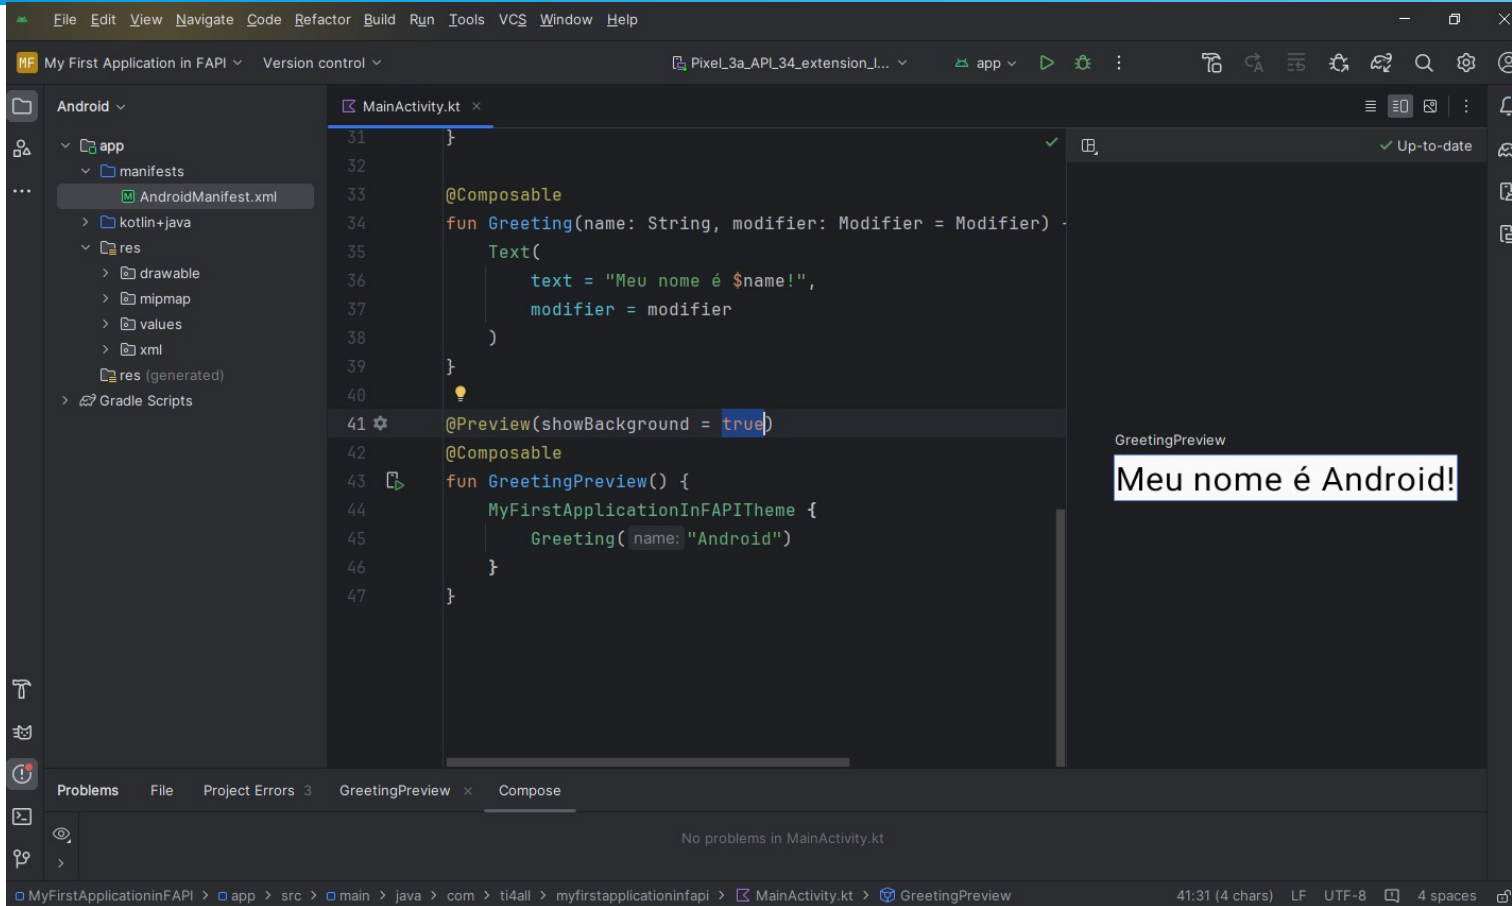 File Edit View Navigate Code Refactor Build Run Tools VCS Window Help
MF My First Application in FAPI Version control Pixel_3a_API_34_extension_l... app
Android
MainActivity.kt
app
manifests
AndroidManifest.xml
kotlin+java
res
drawable
mipmap
values
xml
res (generated)
Gradle Scripts
31 }
32
33 @Composable
34 fun Greeting(name: String, modifier: Modifier = Modifier)
35 Text(
36 text = "Meu nome é $name!",
37 modifier = modifier
38 )
39 }
40
41 @Preview(showBackground = true)
42 @Composable
43 fun GreetingPreview() {
44 MyFirstApplicationInFAPITheme {
45 Greeting( name: "Android")
46 }
47 }
Up-to-date
GreetingPreview
Meu nome é Android!
Problems File Project Errors 3 GreetingPreview Compose
No problems in MainActivity.kt
MyFirstApplicationinFAPI > app > src > main > java > com > ti4all > myfirstapplicationinfapi > MainActivity.kt > GreetingPreview 41:31 (4 chars) LF UTF-8 4 spaces